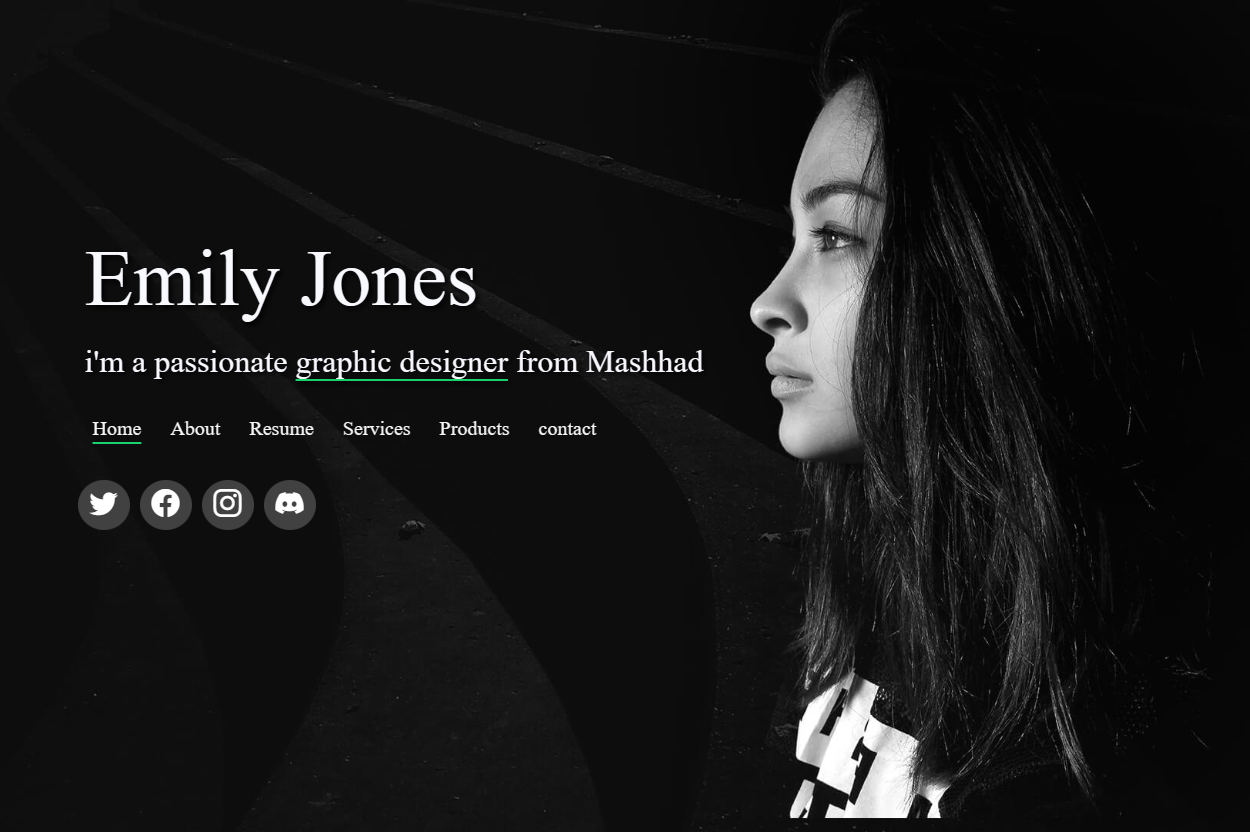 Emily Jones
i'm a passionate graphic designer from Mashhad
Home About Resume Services Products contact